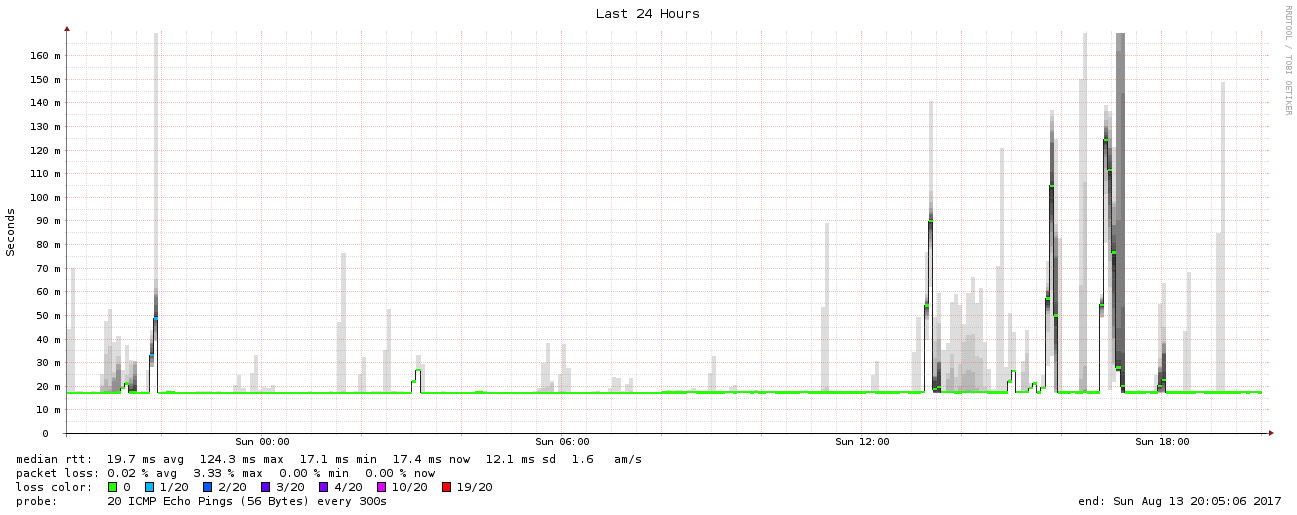 Last 24 Hours
RRDTOOL / TOBI OETIKER
Seconds
160 m
150 m
140 m
130 m
120 m
110 m
100 m
90 m
80 m
70 m
60 m
50 m
40 m
30 m
20 m
10 m
0
Sun 00:00 Sun 06:00 Sun 12:00 Sun 18:00
median rtt: 19.7 ms avg 124.3 ms max 17.1 ms min 17.4 ms now 12.1 ms sd 1.6 am/s
packet loss: 0.02 % avg 3.33 % max 0.00 % min 0.00 % now
loss color: 0 1/20 2/20 3/20 4/20 10/20 19/20
probe: 20 ICMP Echo Pings (56 Bytes) every 300s end: Sun Aug 13 20:05:06 2017